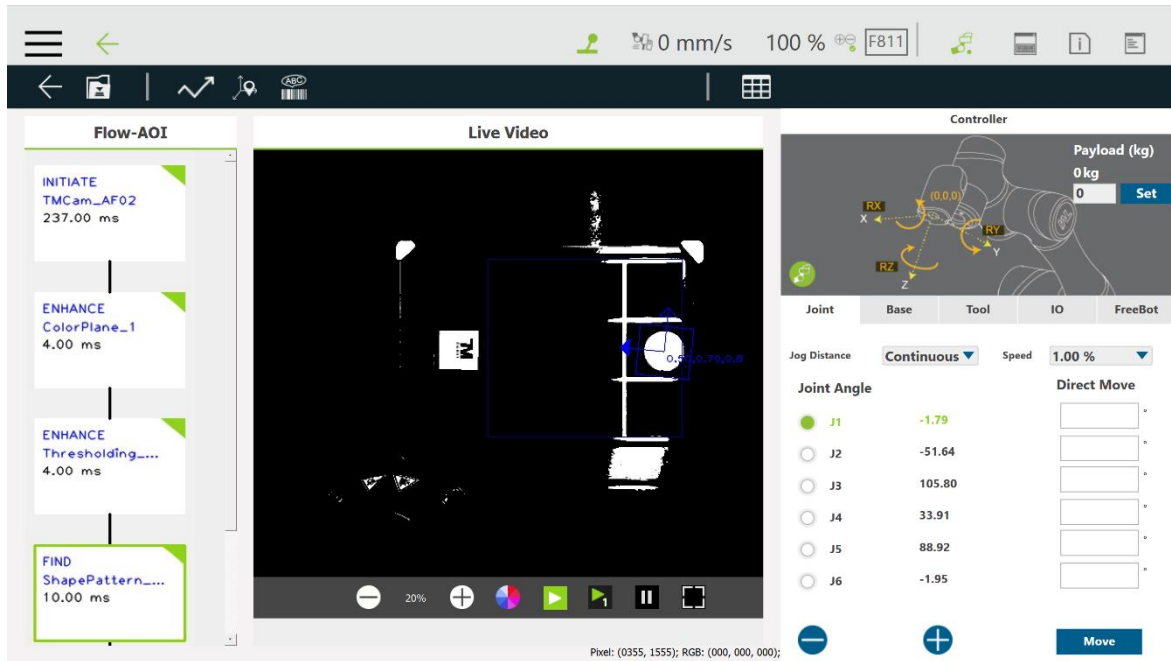 0 mm/s
100 %
F811
ABC
Flow-AOI
INITIATE
TMCam_AF02
237.00 ms
ENHANCE
ColorPlane_1
4.00 ms
ENHANCE
Thresholding_...
4.00 ms
FIND
ShapePattern_...
10.00 ms
Live Video
TM
20%
1
Pixel: (0355, 1555); RGB: (000, 000, 000);
Controller
Payload (kg)
0 kg
0
Set
(0,0,0)
RX
X
RY
Y
RZ
Z
Joint
Base
Tool
IO
FreeBot
Jog Distance
Continuous
Speed
1.00 %
Joint Angle
Direct Move
J1 -1.79 °
J2 -51.64 °
J3 105.80 °
J4 33.91 °
J5 88.92 °
J6 -1.95 °
Move